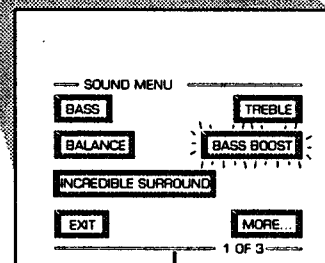 SOUND MENU
BASS TREBLE
BALANCE BASS BOOST
INCREDIBLE SURROUND
EXIT MORE...
1 OF 3